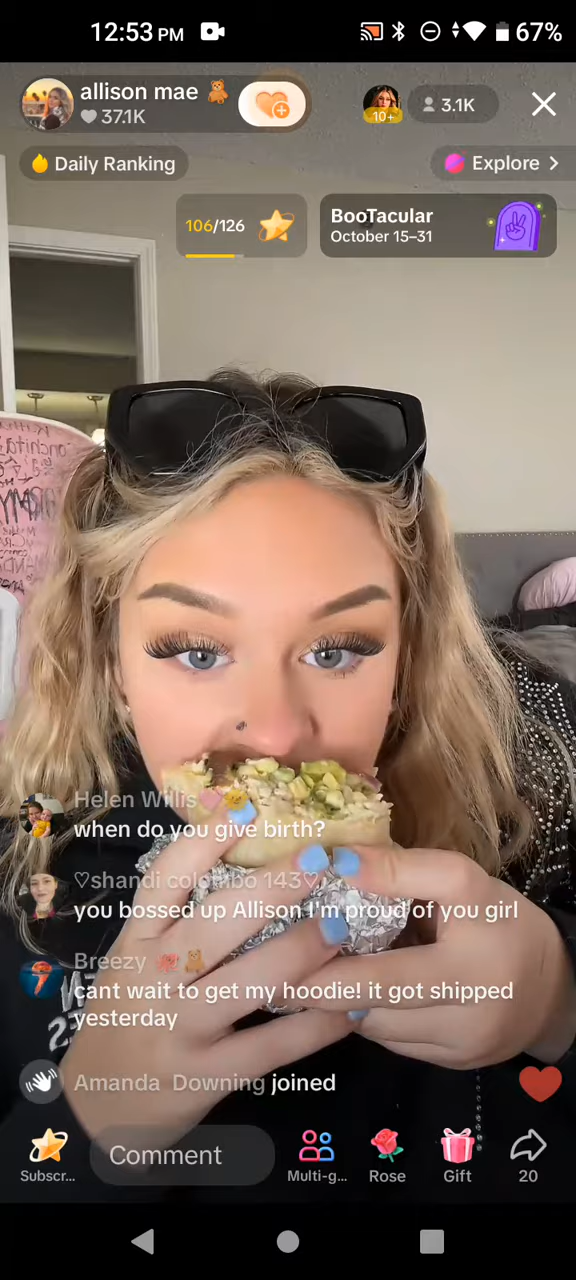 12:53 PM
67%
allison mae 🧸
37.1K
10+
3.1K
Daily Ranking
Explore >
106/126
BooTacular
October 15–31
Helen Willis🩷🌼
when do you give birth?
♡shandi colombo 143♡
you bossed up Allison I'm proud of you girl
Breezy 🎀🧸
cant wait to get my hoodie! it got shipped
yesterday
Amanda Downing joined
Subscr...
Comment
Multi-g...
Rose
Gift
20